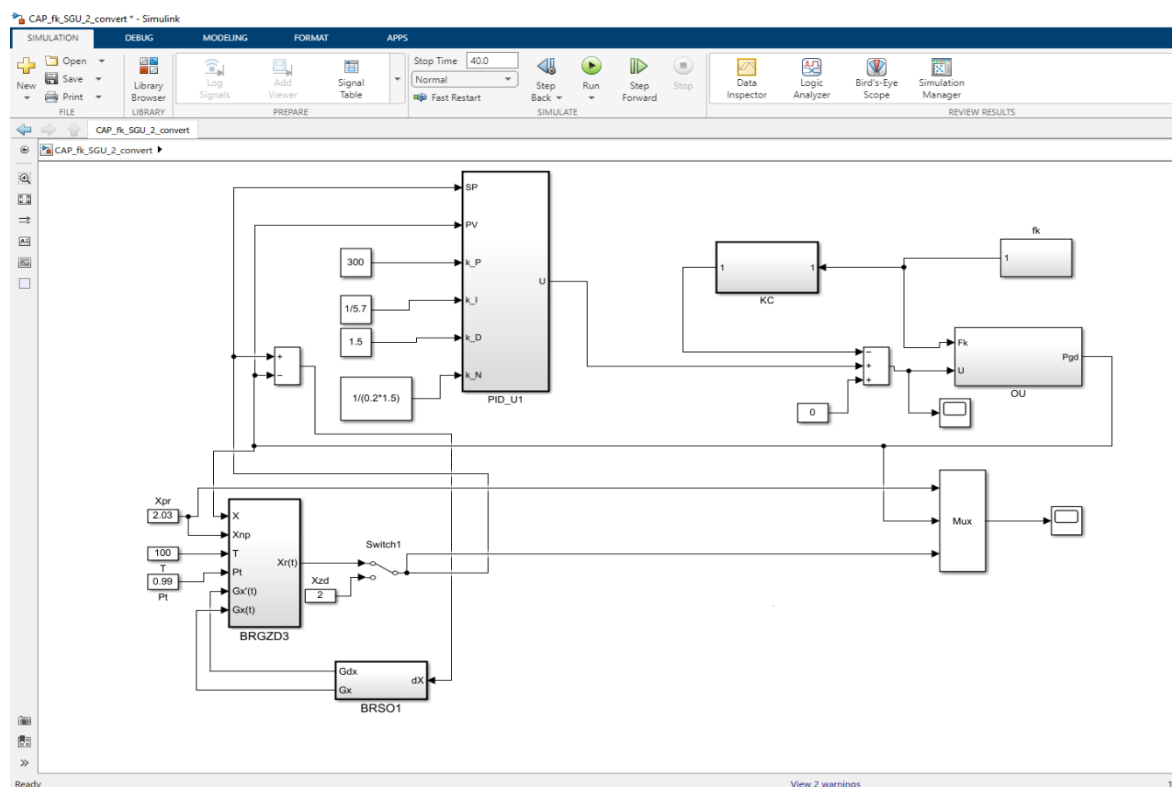 CAP_fk_SGU_2_convert * - Simulink
SIMULATION DEBUG MODELING FORMAT APPS
New
Open
Save
Print
FILE
Library
Browser
LIBRARY
Log
Signals
Add
Viewer
Signal
Table
PREPARE
Stop Time 40.0
Normal
Fast Restart
Step
Back
Run
Step
Forward
Stop
SIMULATE
Data
Inspector
Logic
Analyzer
Bird's-Eye
Scope
Simulation
Manager
REVIEW RESULTS
CAP_fk_SGU_2_convert
CAP_fk_SGU_2_convert
SP
PV
k_P
k_I
k_D
k_N
U
PID_U1
300
1/5.7
1.5
1/(0.2*1.5)
+
−
fk
1
1
1
KC
−
+
+
0
Fk
U
Pgd
OU
Mux
Xpr
2.03
100
T
0.99
Pt
X
Xnp
T
Pt
Gx'(t)
Gx(t)
Xr(t)
BRGZD3
Switch1
Xzd
2
Gdx
Gx
dX
BRSO1
Ready
View 2 warnings